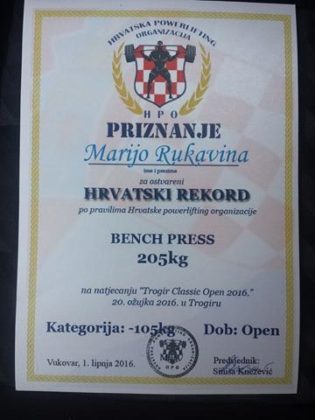 HRVATSKA POWERLIFTING
ORGANIZACIJA
HPO
PRIZNANJE
Marijo Rukavina
ime i prezime
za ostvareni
HRVATSKI REKORD
po pravilima Hrvatske powerlifting organizacije
BENCH PRESS
205kg
na natjecanju "Trogir Classic Open 2016."
20. ožujka 2016. u Trogiru
Kategorija: -105kg Dob: Open
Vukovar, 1. lipnja 2016.
Predsjednik:
Siniša Knežević
HPO